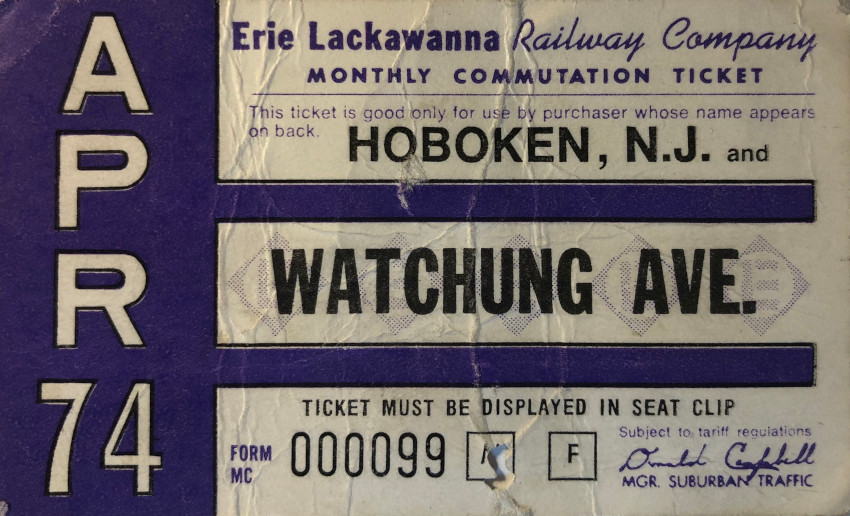 APR 74
Erie Lackawanna Railway Company
MONTHLY COMMUTATION TICKET
This ticket is good only for use by purchaser whose name appears
on back.
HOBOKEN, N.J. and
WATCHUNG AVE.
TICKET MUST BE DISPLAYED IN SEAT CLIP
FORM MC 000099 F
Subject to tariff regulations
Donald Campbell
MGR. SUBURBAN TRAFFIC